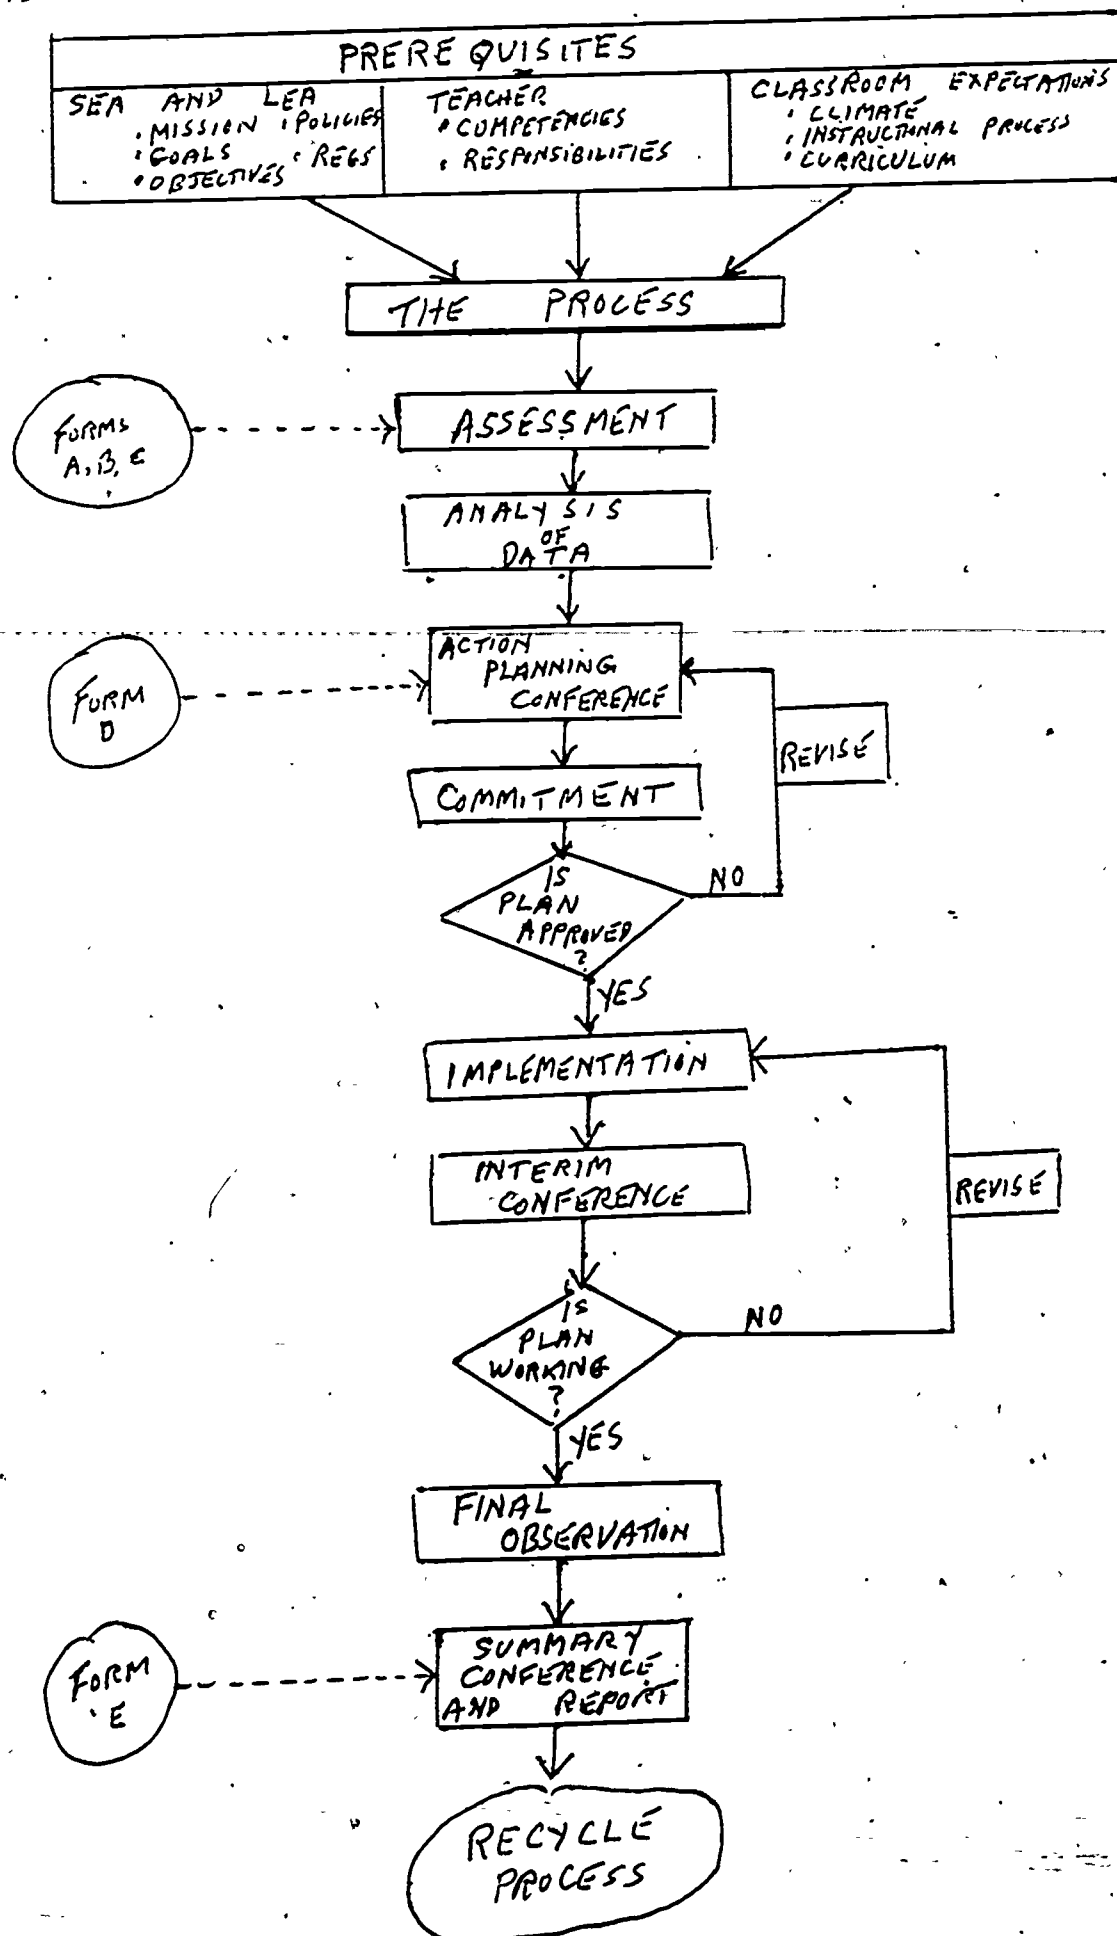 PREREQUISITES
SEA AND LEA
• MISSION • POLICIES
• GOALS • REGS
• OBJECTIVES
TEACHER
• COMPETENCIES
• RESPONSIBILITIES
CLASSROOM EXPECTATIONS
• CLIMATE
• INSTRUCTIONAL PROCESS
• CURRICULUM
THE PROCESS
FORMS
A, B, C
ASSESSMENT
ANALYSIS
OF
DATA
FORM
D
ACTION
PLANNING
CONFERENCE
REVISE
COMMITMENT
IS
PLAN
APPROVED
?
NO
YES
IMPLEMENTATION
INTERIM
CONFERENCE
REVISE
IS
PLAN
WORKING
?
NO
YES
FINAL
OBSERVATION
FORM
E
SUMMARY
CONFERENCE
AND REPORT
RECYCLE
PROCESS